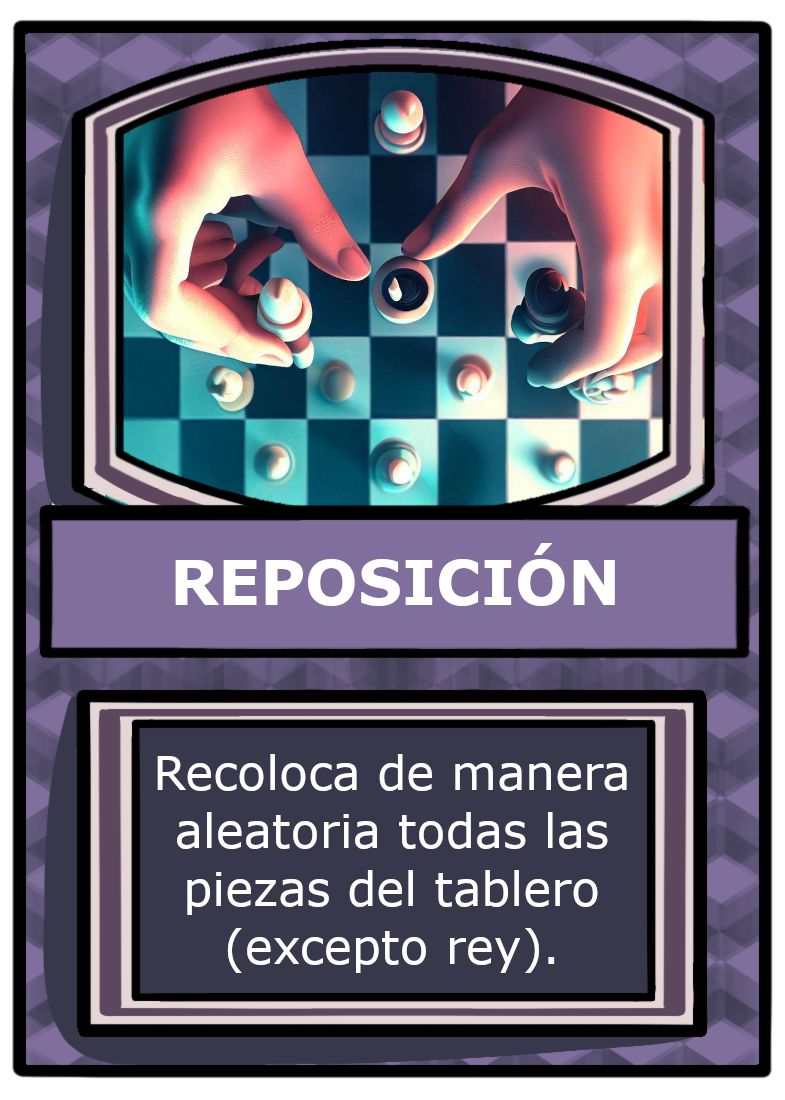 REPOSICIÓN
Recoloca de manera
aleatoria todas las
piezas del tablero
(excepto rey).